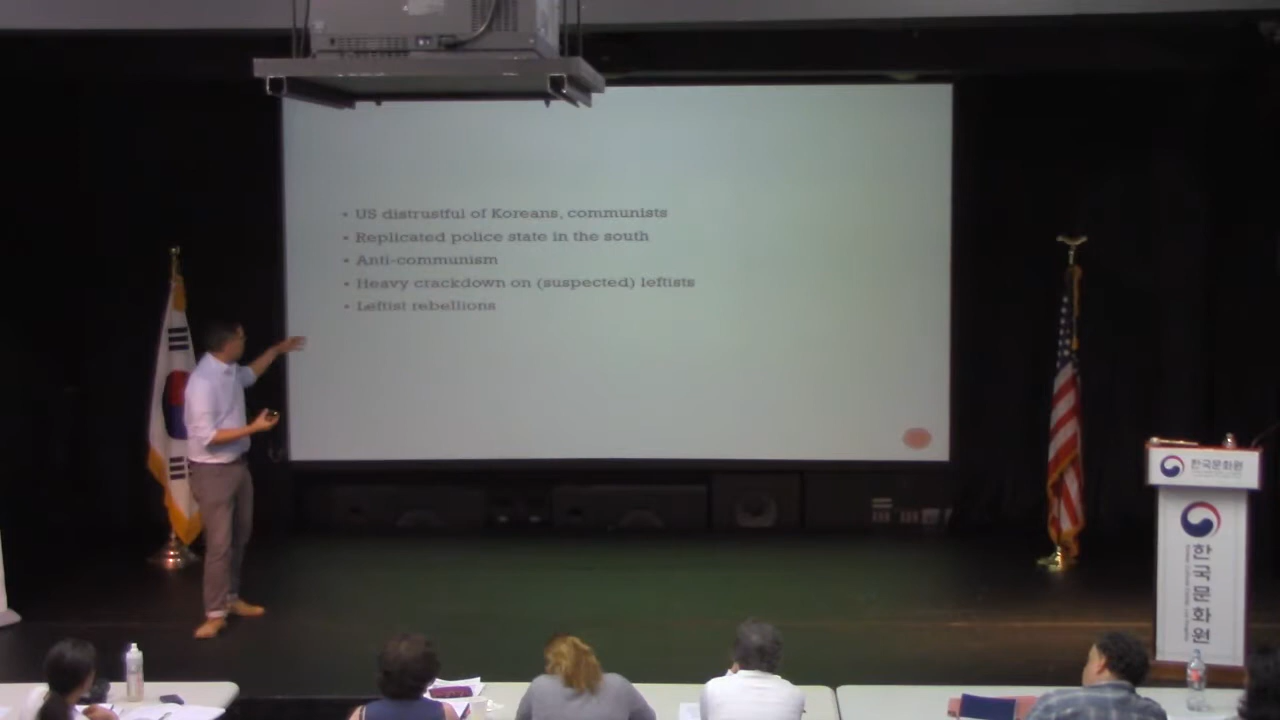 US distrustful of Koreans, communists
Replicated police state in the south
Anti-communism
Heavy crackdown on (suspected) leftists
Leftist rebellions
한국문화원
한국문화원